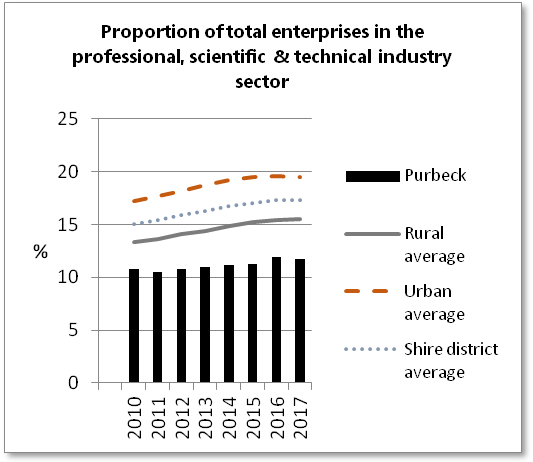 Proportion of total enterprises in the
professional, scientific & technical industry
sector
25
20
15
10
5
0
%
2010
2011
2012
2013
2014
2015
2016
2017
Purbeck
Rural
average
Urban
average
Shire district
average